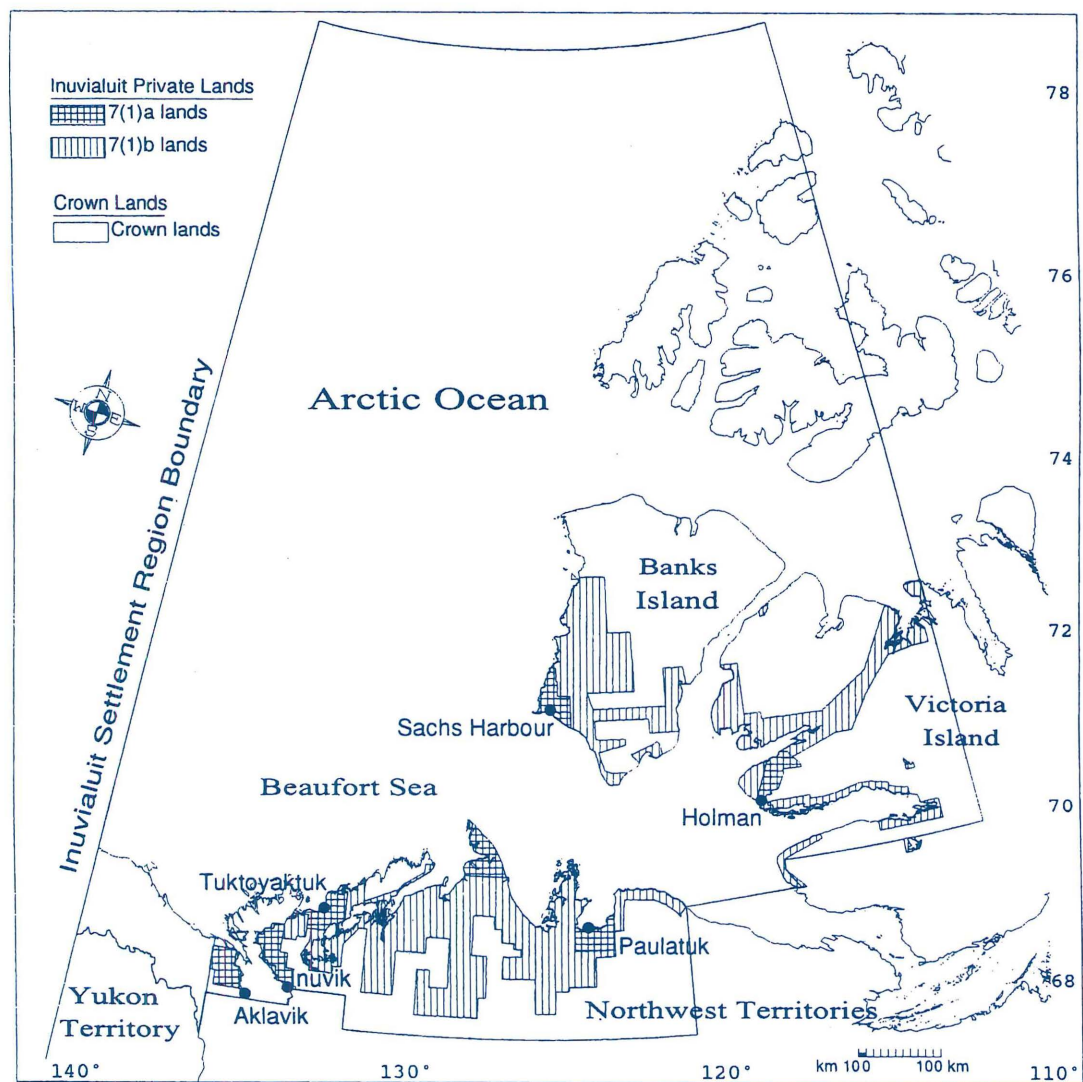 Inuvialuit Private Lands
7(1)a lands
7(1)b lands
Crown Lands
Crown lands
78
76
74
72
70
68
N
E
S
W
Arctic Ocean
Inuvialuit Settlement Region Boundary
Banks
Island
Sachs Harbour
Victoria
Island
Beaufort Sea
Holman
Tuktoyaktuk
Paulatuk
Inuvik
Aklavik
Yukon
Territory
Northwest Territories
km 100 100 km
140° 130° 120° 110°